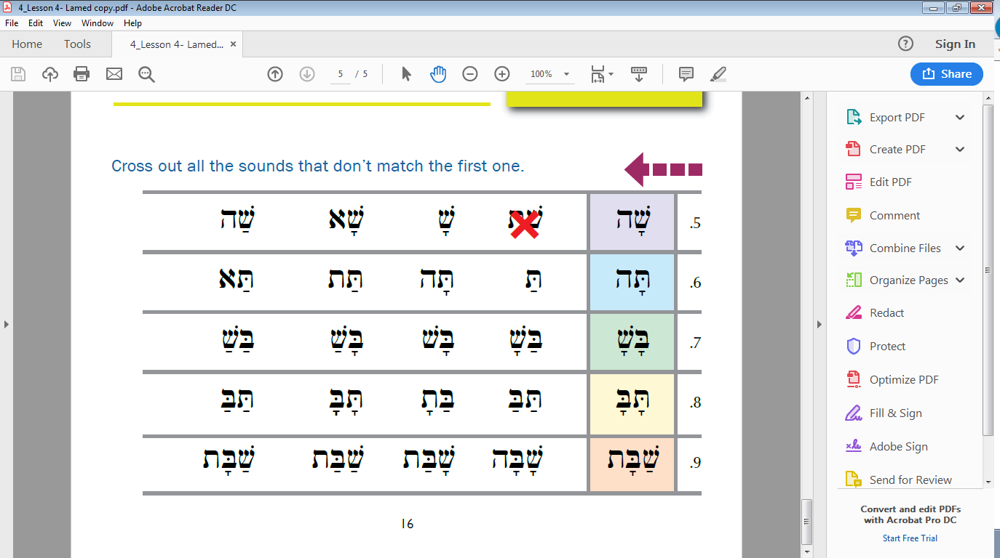 4_Lesson 4- Lamed copy.pdf - Adobe Acrobat Reader DC
File Edit View Window Help
Home Tools 4_Lesson 4- Lamed... × ? Sign In
5 / 5 100% Share
Cross out all the sounds that don't match the first one.
.5 שָׁה שָׁת שָׁ שָׁא שַׁה
.6 תָּה תַּ תָּה תַּת תַּא
.7 בָּשָׁ בַּשָׁ בָּשׁ בָּשַׁ בַּשַׁ
.8 תָּבָּ תַּבַּ בַּתָ תָּבָּ תַּבַּ
.9 שַׁבָּת שָׁבָּה שָׁבַּת שַׁבַּת שַׁבָּת
16
Export PDF
Create PDF
Edit PDF
Comment
Combine Files
Organize Pages
Redact
Protect
Optimize PDF
Fill & Sign
Adobe Sign
Send for Review
Convert and edit PDFs
with Acrobat Pro DC
Start Free Trial